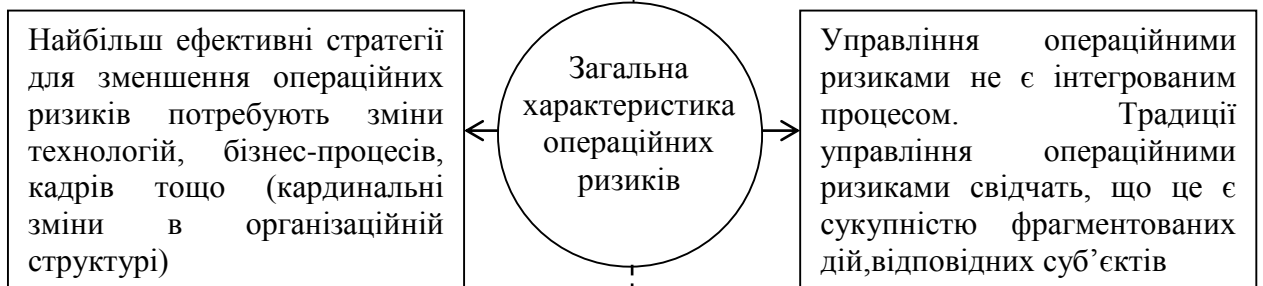 Найбільш ефективні стратегії
для зменшення операційних
ризиків потребують зміни
технологій, бізнес-процесів,
кадрів тощо (кардинальні
зміни в організаційній
структурі)
Загальна
характеристика
операційних
ризиків
Управління операційними
ризиками не є інтегрованим
процесом. Традиції
управління операційними
ризиками свідчать, що це є
сукупністю фрагментованих
дій,відповідних суб’єктів